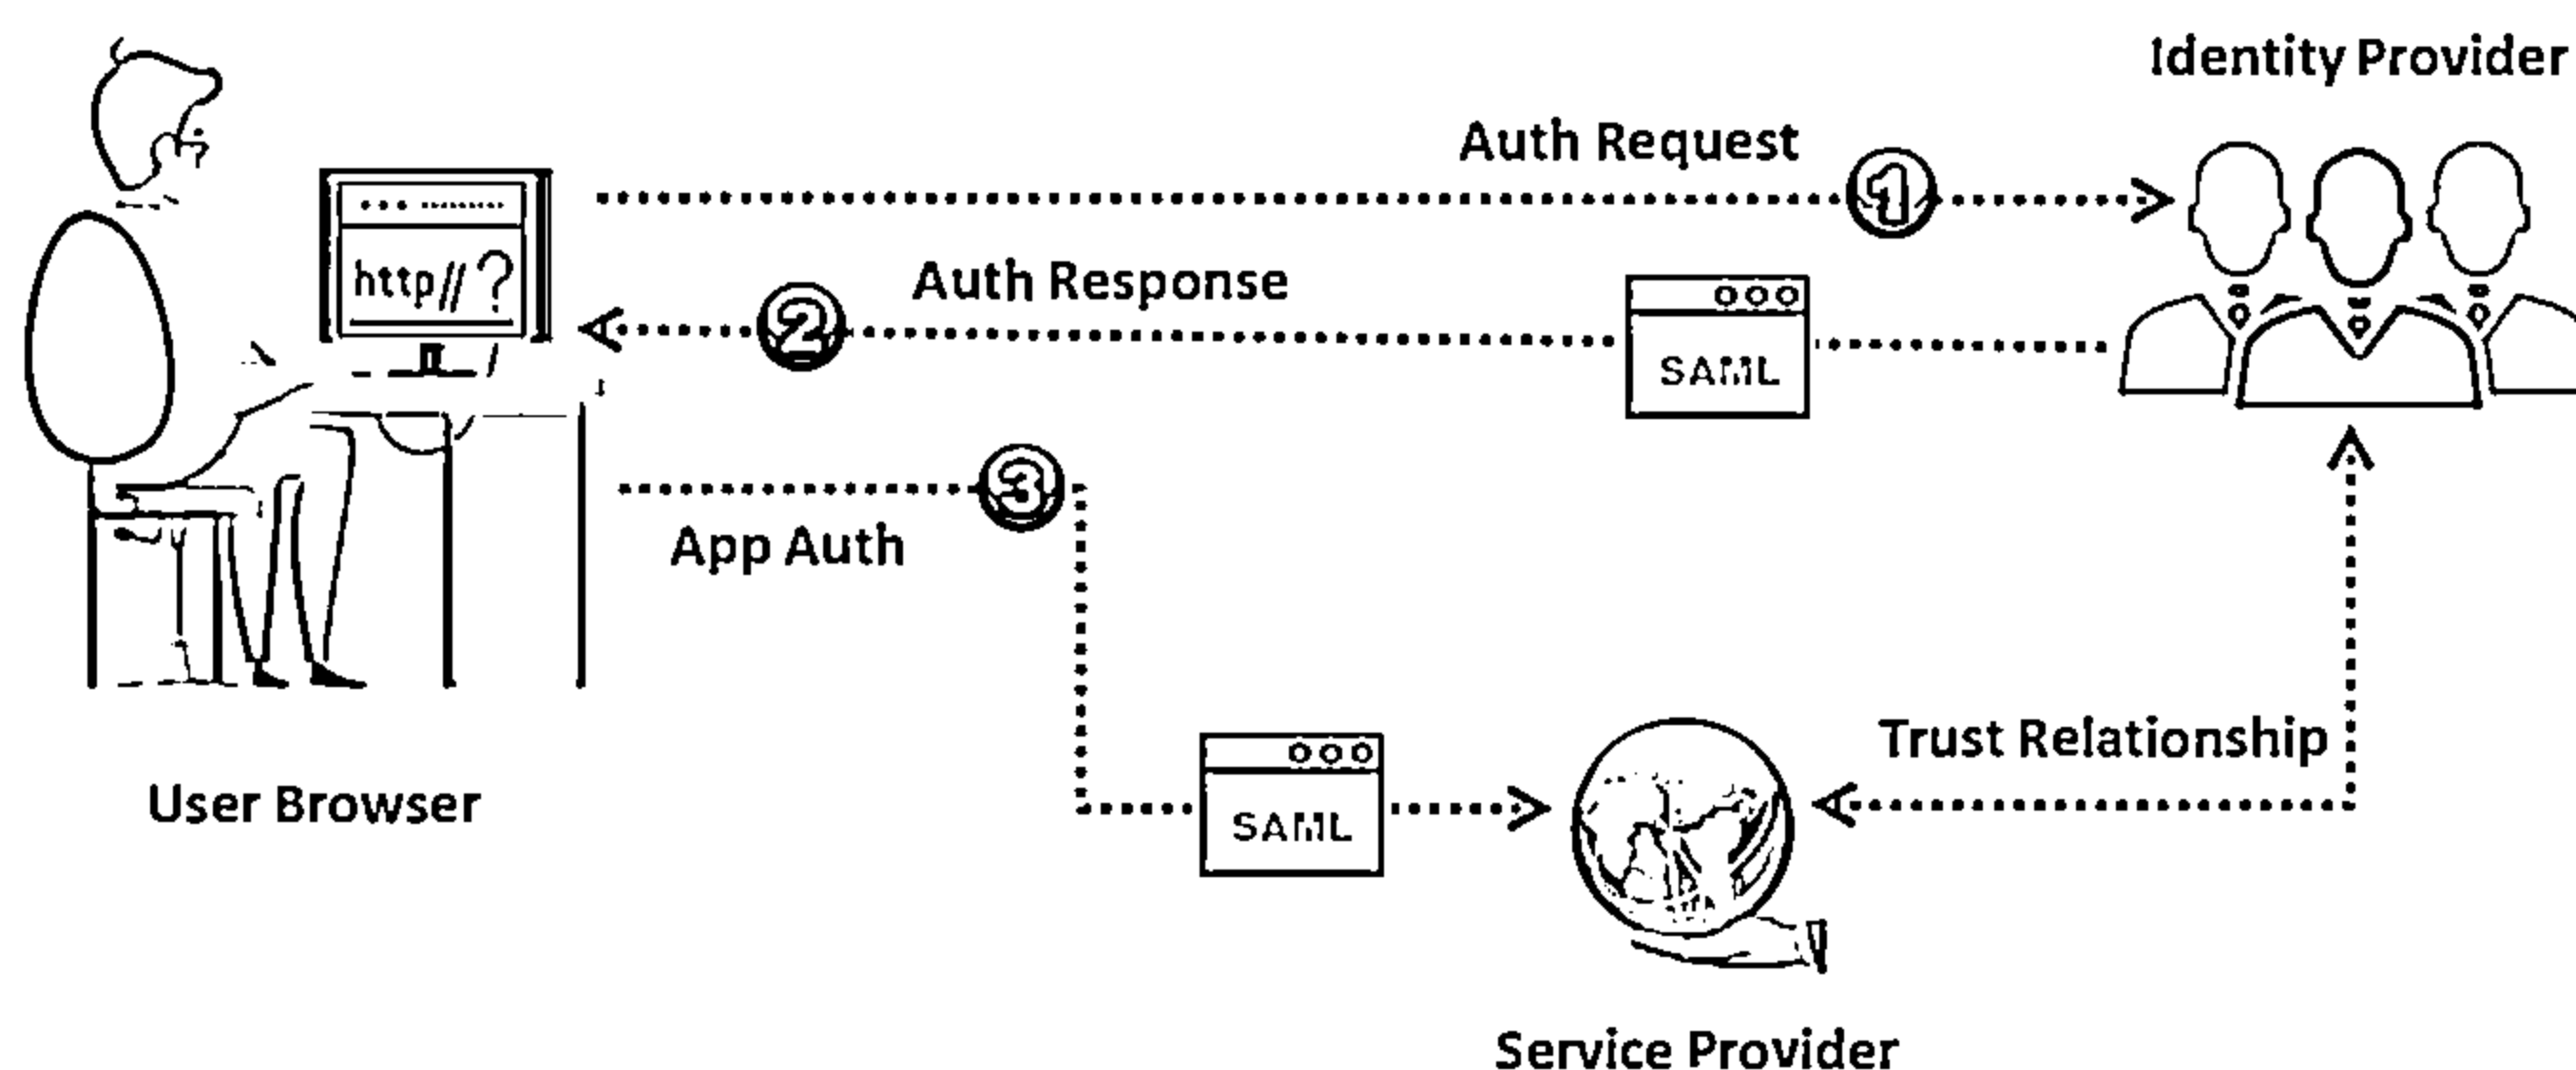 Identity Provider
Auth Request
1
http//?
Auth Response
2
SAML
3
App Auth
Trust Relationship
SAML
User Browser
Service Provider